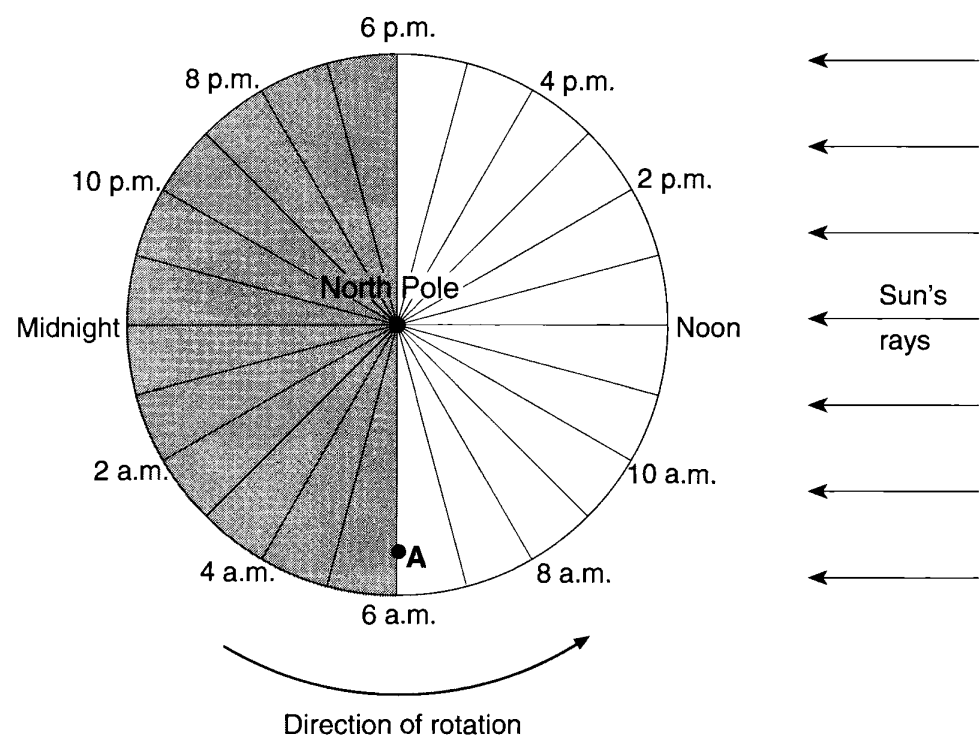 6 p.m.
8 p.m.
4 p.m.
10 p.m.
2 p.m.
North Pole
Midnight
Noon
Sun's
rays
2 a.m.
10 a.m.
A
4 a.m.
8 a.m.
6 a.m.
Direction of rotation